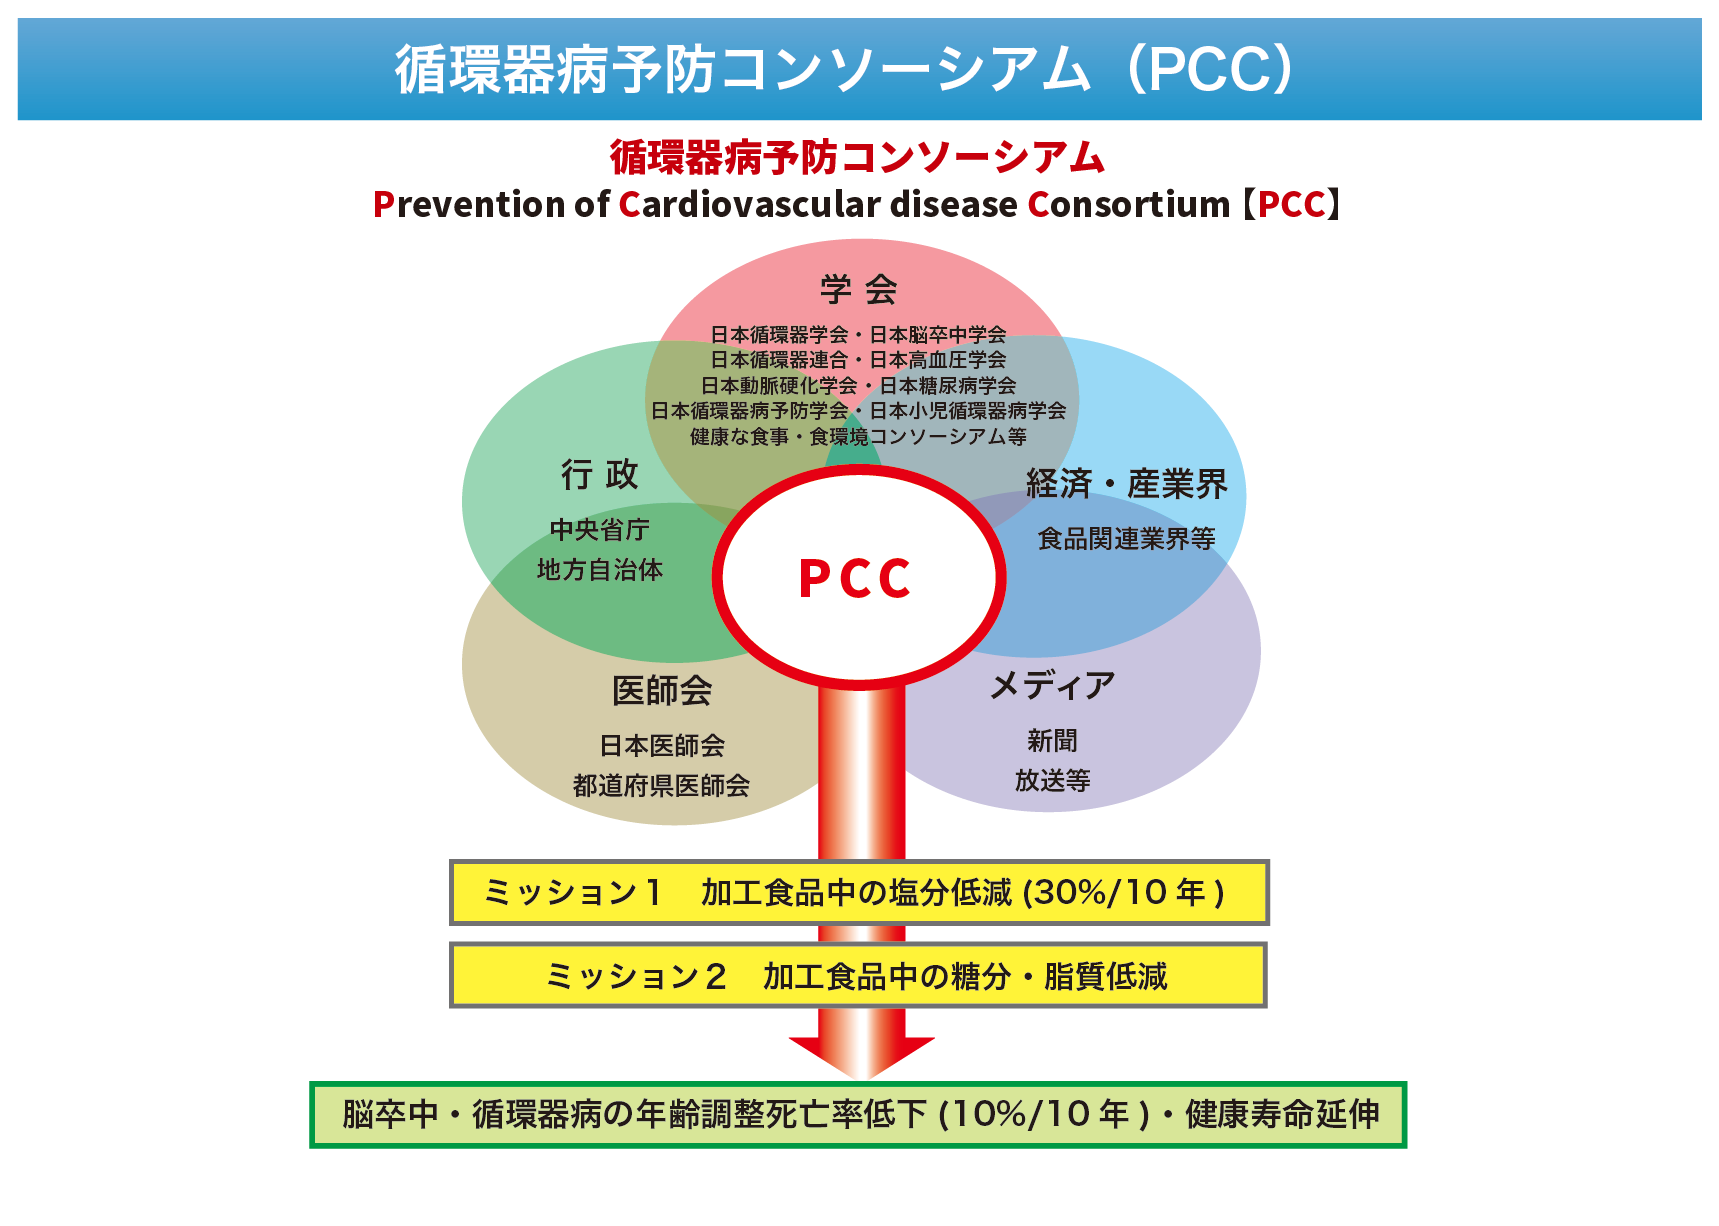 循環器病予防コンソーシアム（PCC）
循環器病予防コンソーシアム
Prevention of Cardiovascular disease Consortium【PCC】
学 会
日本循環器学会・日本脳卒中学会
日本循環器連合・日本高血圧学会
日本動脈硬化学会・日本糖尿病学会
日本循環器病予防学会・日本小児循環器病学会
健康な食事・食環境コンソーシアム等
行 政
中央省庁
地方自治体
経済・産業界
食品関連業界等
PCC
医師会
日本医師会
都道府県医師会
メディア
新聞
放送等
ミッション１　加工食品中の塩分低減 (30%/10 年 )
ミッション２　加工食品中の糖分・脂質低減
脳卒中・循環器病の年齢調整死亡率低下 (10%/10 年 )・健康寿命延伸